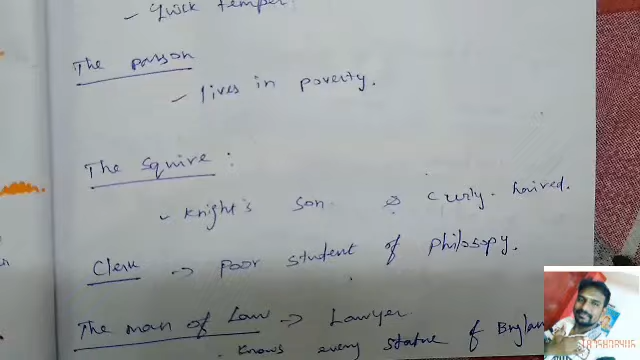 - Quick temper
The parson
- lives in poverty.
The Squire :
- Knight's son & curly-haired.
Clerk -> Poor student of philosopy.
The man of Law -> Lawyer
. Knows every statue of Englan